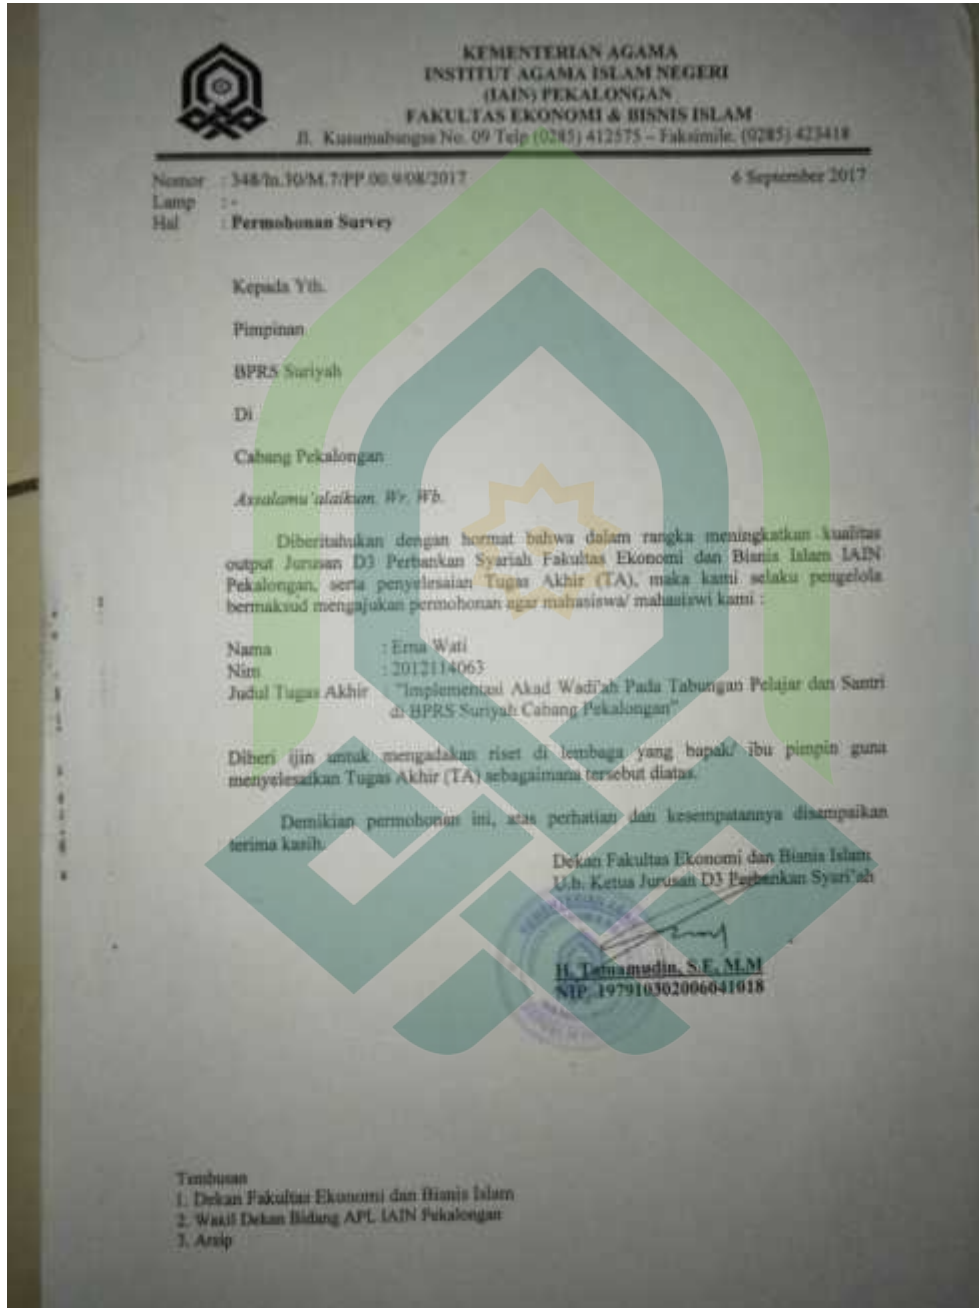 KEMENTERIAN AGAMA
INSTITUT AGAMA ISLAM NEGERI
(IAIN) PEKALONGAN
FAKULTAS EKONOMI & BISNIS ISLAM
Jl. Kusumabangsa No. 09 Telp (0285) 412575 – Faksimile. (0285) 423418
Nomor : 348/In.30/M.7/PP.00.9/08/2017 6 September 2017
Lamp : -
Hal : Permohonan Survey
Kepada Yth.
Pimpinan
BPRS Suriyah
Di
Cabang Pekalongan
Assalamu'alaikum. Wr. Wb.
Diberitahukan dengan hormat bahwa dalam rangka meningkatkan kualitas
output Jurusan D3 Perbankan Syariah Fakultas Ekonomi dan Bisnis Islam IAIN
Pekalongan, serta penyelesaian Tugas Akhir (TA), maka kami selaku pengelola
bermaksud mengajukan permohonan agar mahasiswa/ mahasiswi kami :
Nama : Erna Wati
Nim : 2012114063
Judul Tugas Akhir : "Implementasi Akad Wadi'ah Pada Tabungan Pelajar dan Santri
di BPRS Suriyah Cabang Pekalongan"
Diberi ijin untuk mengadakan riset di lembaga yang bapak/ ibu pimpin guna
menyelesaikan Tugas Akhir (TA) sebagaimana tersebut diatas.
Demikian permohonan ini, atas perhatian dan kesempatannya disampaikan
terima kasih.
Dekan Fakultas Ekonomi dan Bisnis Islam
U.b. Ketua Jurusan D3 Perbankan Syari'ah
H. Tamamudin, S.E, M.M
NIP. 197910302006041018
Tembusan
1. Dekan Fakultas Ekonomi dan Bisnis Islam
2. Wakil Dekan Bidang APL IAIN Pekalongan
3. Arsip